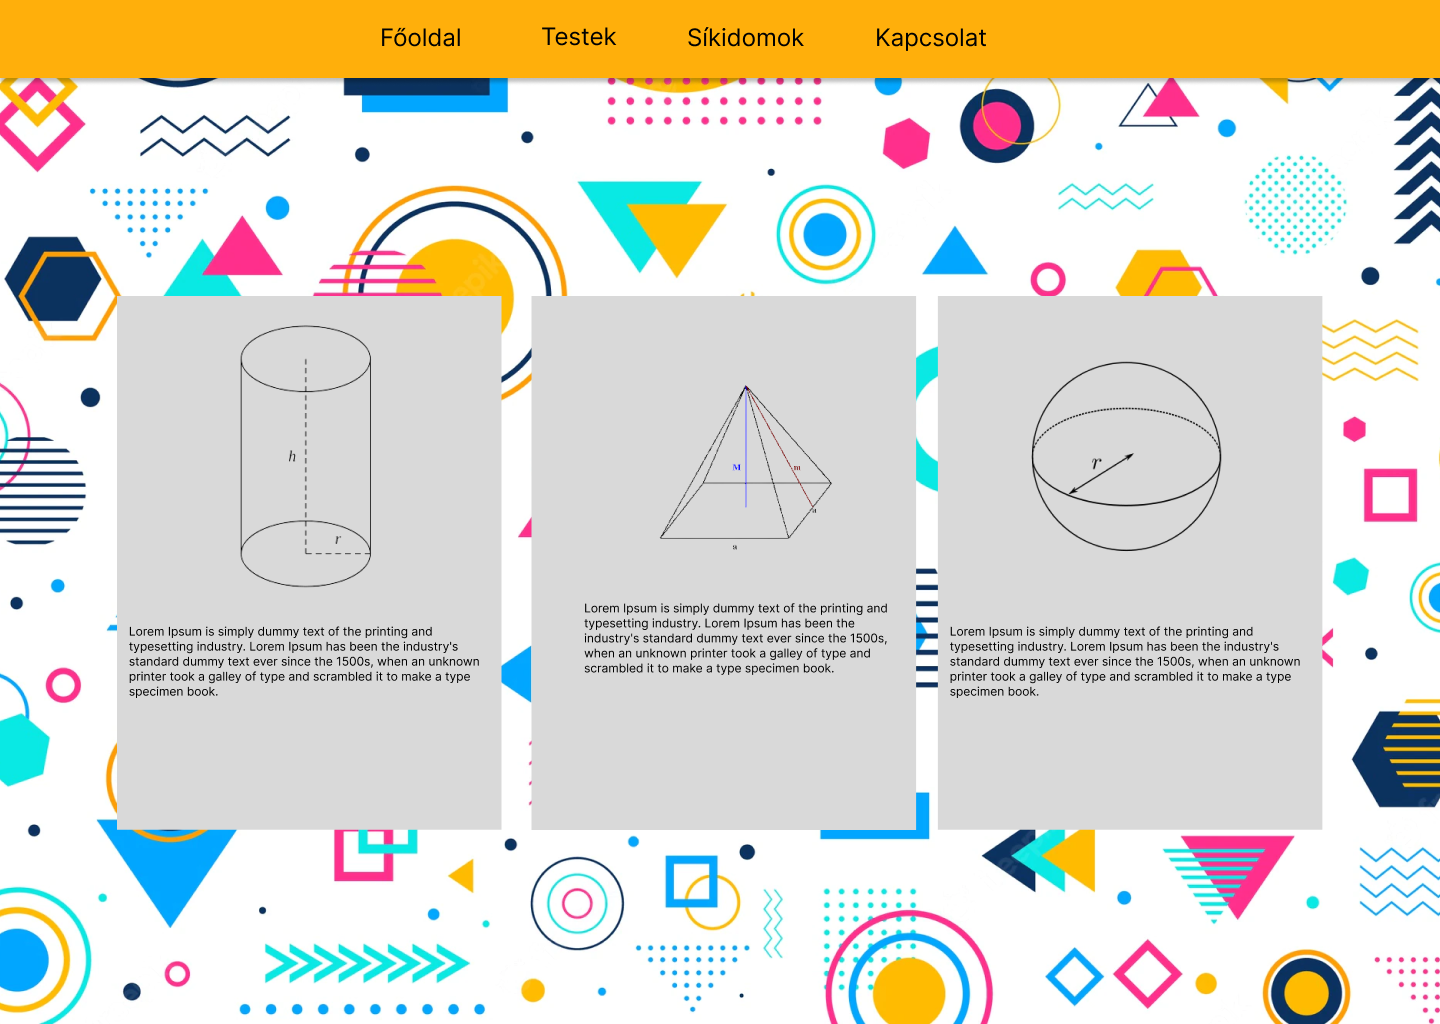 Főoldal Testek Síkidomok Kapcsolat
h
r
Lorem Ipsum is simply dummy text of the printing and
typesetting industry. Lorem Ipsum has been the industry's
standard dummy text ever since the 1500s, when an unknown
printer took a galley of type and scrambled it to make a type
specimen book.
M
m
a
a
Lorem Ipsum is simply dummy text of the printing and
typesetting industry. Lorem Ipsum has been the
industry's standard dummy text ever since the 1500s,
when an unknown printer took a galley of type and
scrambled it to make a type specimen book.
r
Lorem Ipsum is simply dummy text of the printing and
typesetting industry. Lorem Ipsum has been the industry's
standard dummy text ever since the 1500s, when an unknown
printer took a galley of type and scrambled it to make a type
specimen book.